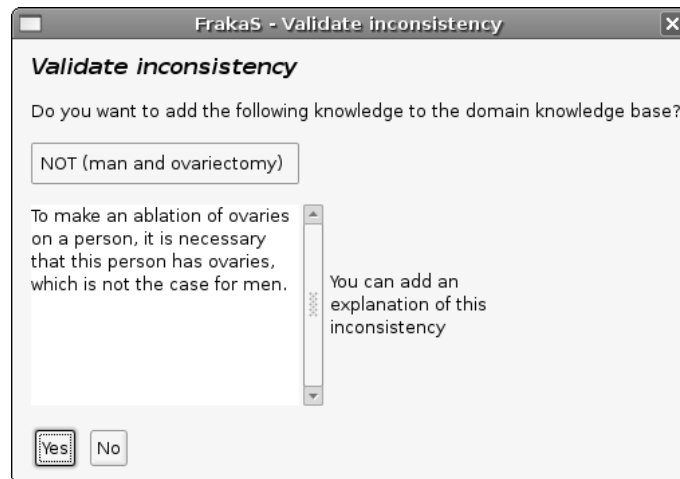 FrakaS - Validate inconsistency
Validate inconsistency
Do you want to add the following knowledge to the domain knowledge base?
NOT (man and ovariectomy)
To make an ablation of ovaries
on a person, it is necessary
that this person has ovaries,
which is not the case for men.
You can add an
explanation of this
inconsistency
Yes No